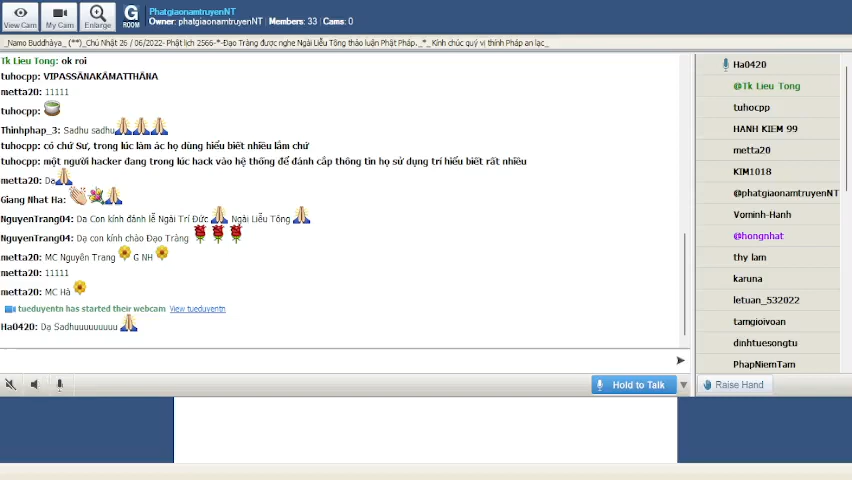 View Cam
My Cam
Enlarge
G
ROOM
PhatgiaonamtruyenNT
Owner: phatgiaonamtruyenNT | Members: 33 | Cams: 0
_Namo Buddhàya_ (**)_Chủ Nhật 26 / 06/2022- Phật lịch 2566-*-Đạo Tràng được nghe Ngài Liễu Tông thảo luận Phật Pháp._*_ Kính chúc quý vị thính Pháp an lạc_
Tk Lieu Tong: ok roi
tuhocpp: VIPASSĀNAKĀMATTHĀNA
metta20: 11111
tuhocpp:
Thinhphap_3: Sadhu sadhu
tuhocpp: có chứ Sư, trong lúc làm ác họ dùng hiểu biết nhiều lắm chứ
tuhocpp: một người hacker đang trong lúc hack vào hệ thống để đánh cắp thông tin họ sử dụng trí hiểu biết rất nhiều
metta20: Dạ
Giang Nhat Ha:
NguyenTrang04: Dạ Con kính đảnh lễ Ngài Trí Đức Ngài Liễu Tông
NguyenTrang04: Dạ con kính chào Đạo Tràng
metta20: MC Nguyên Trang G NH
metta20: 11111
metta20: MC Hà
tueduyentn has started their webcam View tueduyentn
Ha0420: Dạ Sadhuuuuuuuuu
Hold to Talk
Ha0420
@Tk Lieu Tong
tuhocpp
HANH KIEM 99
metta20
KIM1018
@phatgiaonamtruyenNT
Vominh-Hanh
@hongnhat
thy lam
karuna
letuan_532022
tamgioivoan
dinhtuesongtu
PhapNiemTam
Raise Hand